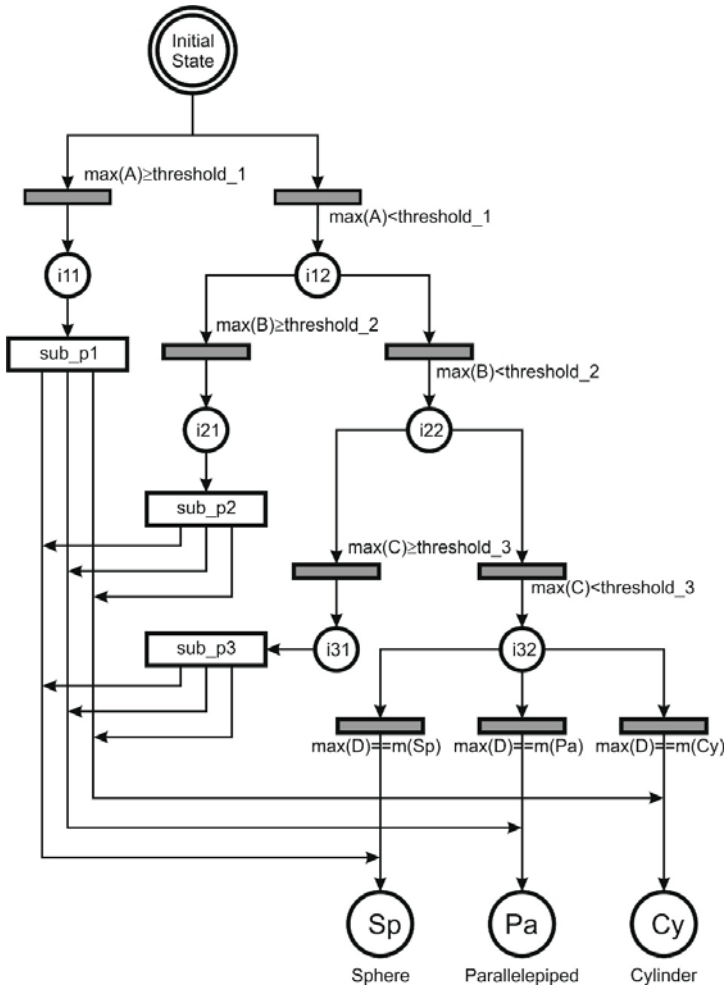 Initial
State
max(A)≥threshold_1
max(A)<threshold_1
i11
i12
max(B)≥threshold_2
sub_p1
max(B)<threshold_2
i21
i22
sub_p2
max(C)≥threshold_3
max(C)<threshold_3
sub_p3
i31
i32
max(D)==m(Sp)
max(D)==m(Pa)
max(D)==m(Cy)
Sp
Pa
Cy
Sphere
Parallelepiped
Cylinder